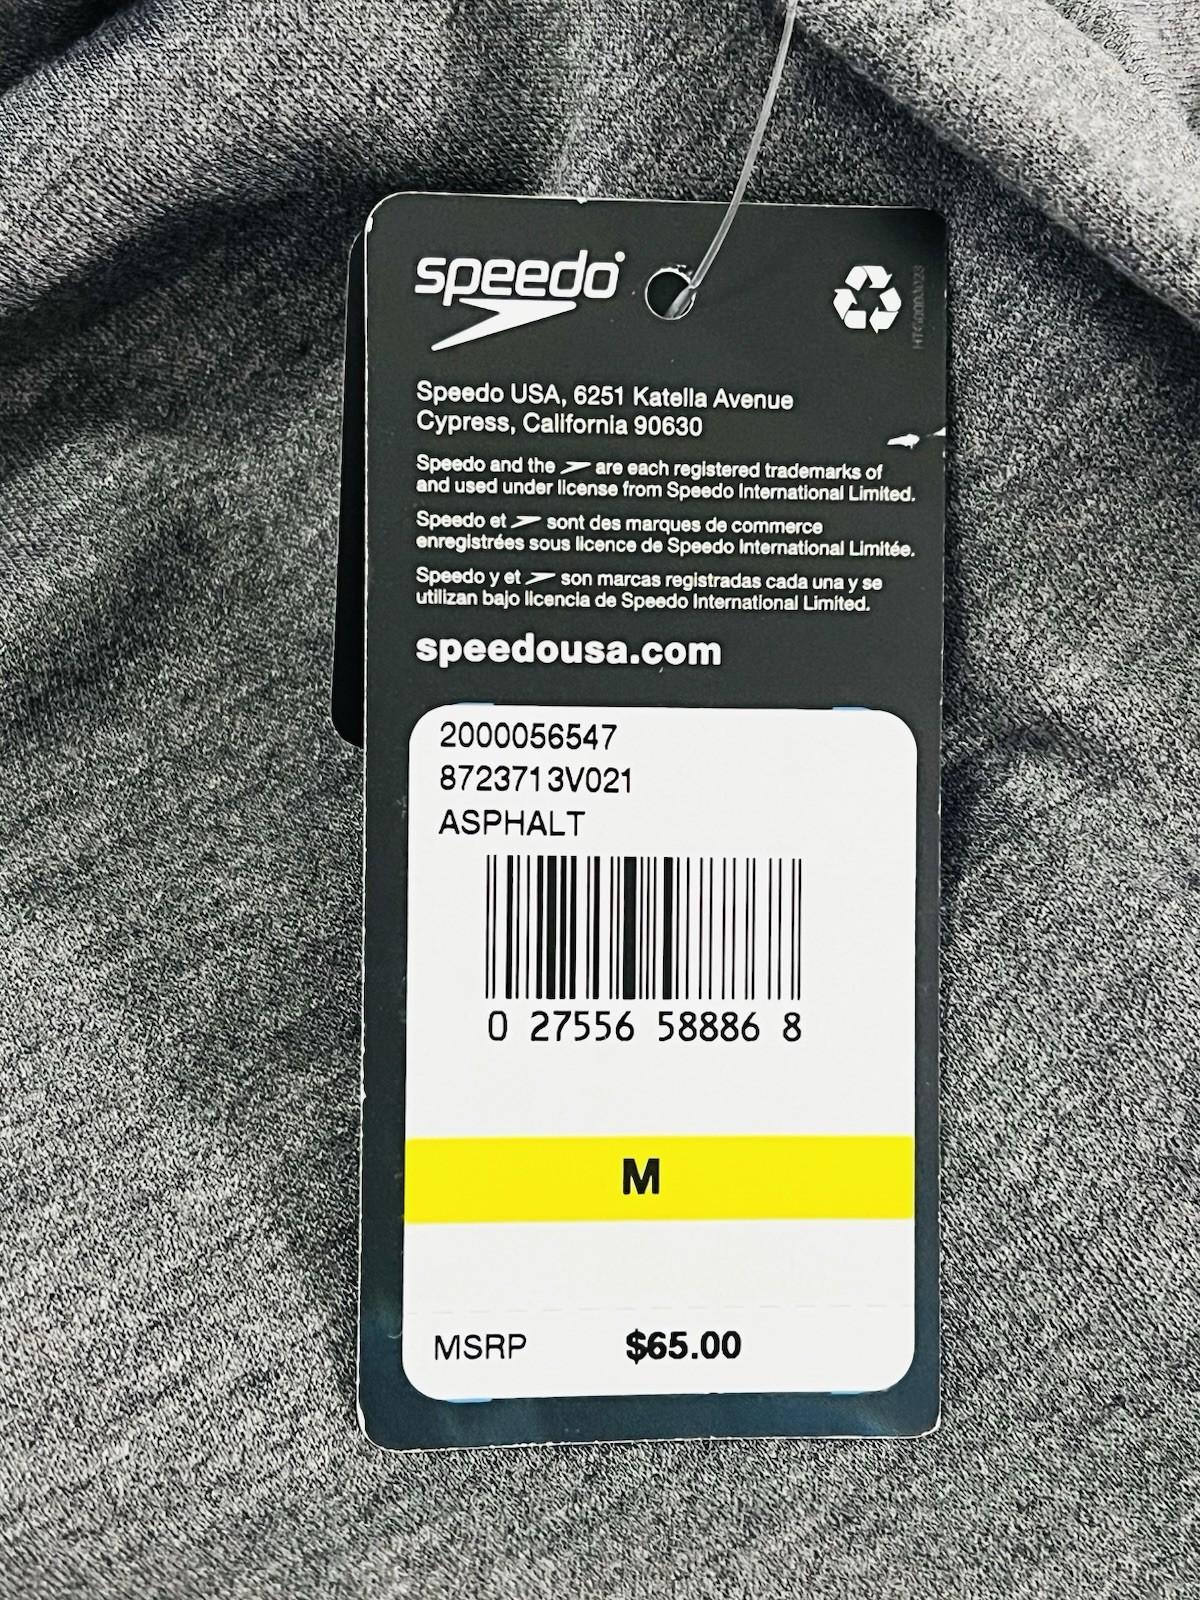 speedo®
Speedo USA, 6251 Katella Avenue
Cypress, California 90630
Speedo and the are each registered trademarks of
and used under license from Speedo International Limited.
Speedo et sont des marques de commerce
enregistrées sous licence de Speedo International Limitée.
Speedo y et son marcas registradas cada una y se
utilizan bajo licencia de Speedo International Limited.
speedousa.com
2000056547
8723713V021
ASPHALT
0 27556 58886 8
M
MSRP $65.00